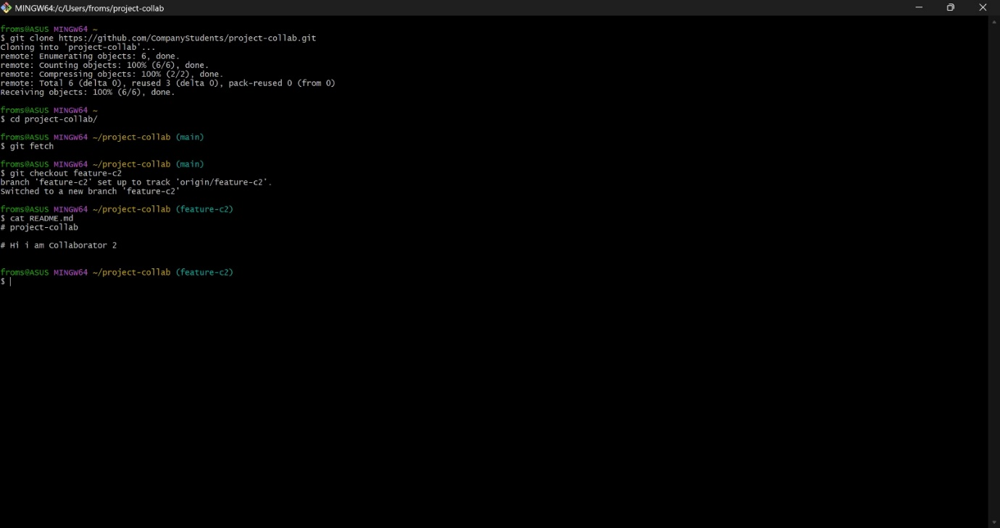 MINGW64:/c/Users/froms/project-collab
froms@ASUS MINGW64 ~
$ git clone https://github.com/CompanyStudents/project-collab.git
Cloning into 'project-collab'...
remote: Enumerating objects: 6, done.
remote: Counting objects: 100% (6/6), done.
remote: Compressing objects: 100% (2/2), done.
remote: Total 6 (delta 0), reused 3 (delta 0), pack-reused 0 (from 0)
Receiving objects: 100% (6/6), done.
froms@ASUS MINGW64 ~
$ cd project-collab/
froms@ASUS MINGW64 ~/project-collab (main)
$ git fetch
froms@ASUS MINGW64 ~/project-collab (main)
$ git checkout feature-c2
branch 'feature-c2' set up to track 'origin/feature-c2'.
Switched to a new branch 'feature-c2'
froms@ASUS MINGW64 ~/project-collab (feature-c2)
$ cat README.md
# project-collab
# Hi i am Collaborator 2
froms@ASUS MINGW64 ~/project-collab (feature-c2)
$